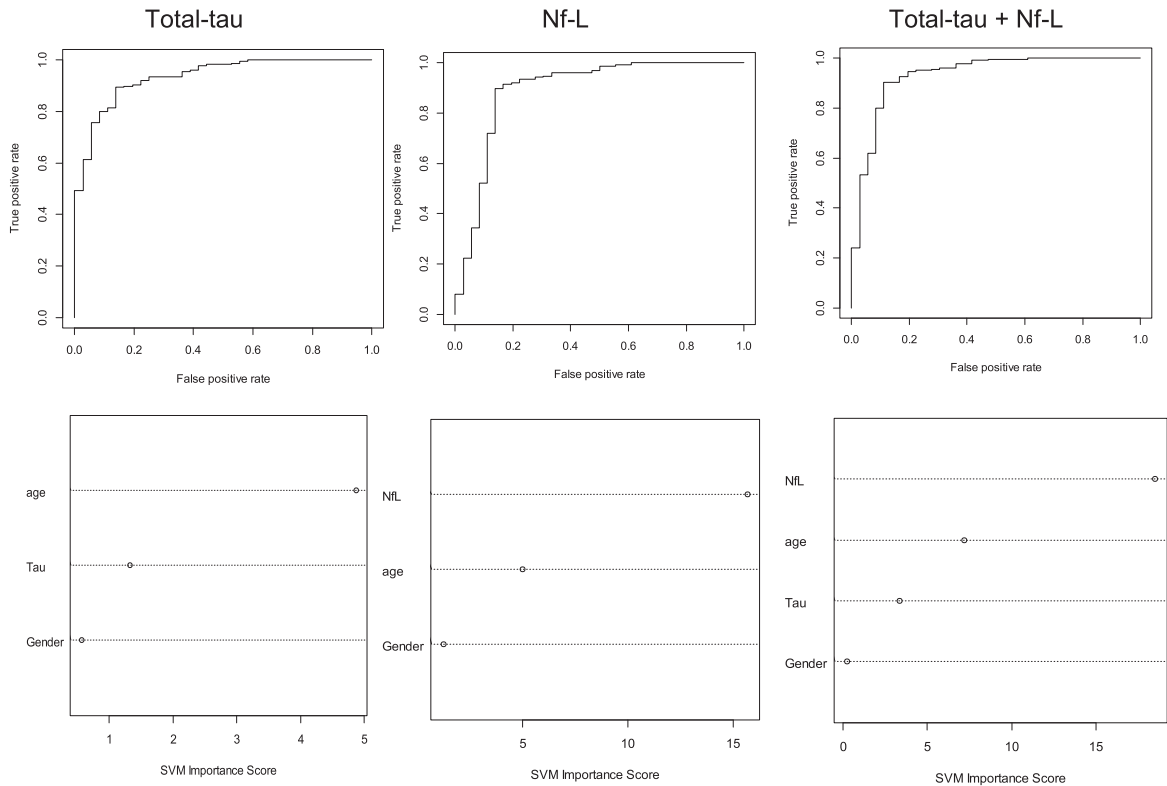 Total-tau
Nf-L
Total-tau + Nf-L
True positive rate
1.0
0.8
0.6
0.4
0.2
0.0
0.0 0.2 0.4 0.6 0.8 1.0
False positive rate
True positive rate
1.0
0.8
0.6
0.4
0.2
0.0
0.0 0.2 0.4 0.6 0.8 1.0
False positive rate
True positive rate
1.0
0.8
0.6
0.4
0.2
0.0
0.0 0.2 0.4 0.6 0.8 1.0
False positive rate
age
Tau
Gender
1 2 3 4 5
SVM Importance Score
NfL
age
Gender
5 10 15
SVM Importance Score
NfL
age
Tau
Gender
0 5 10 15
SVM Importance Score